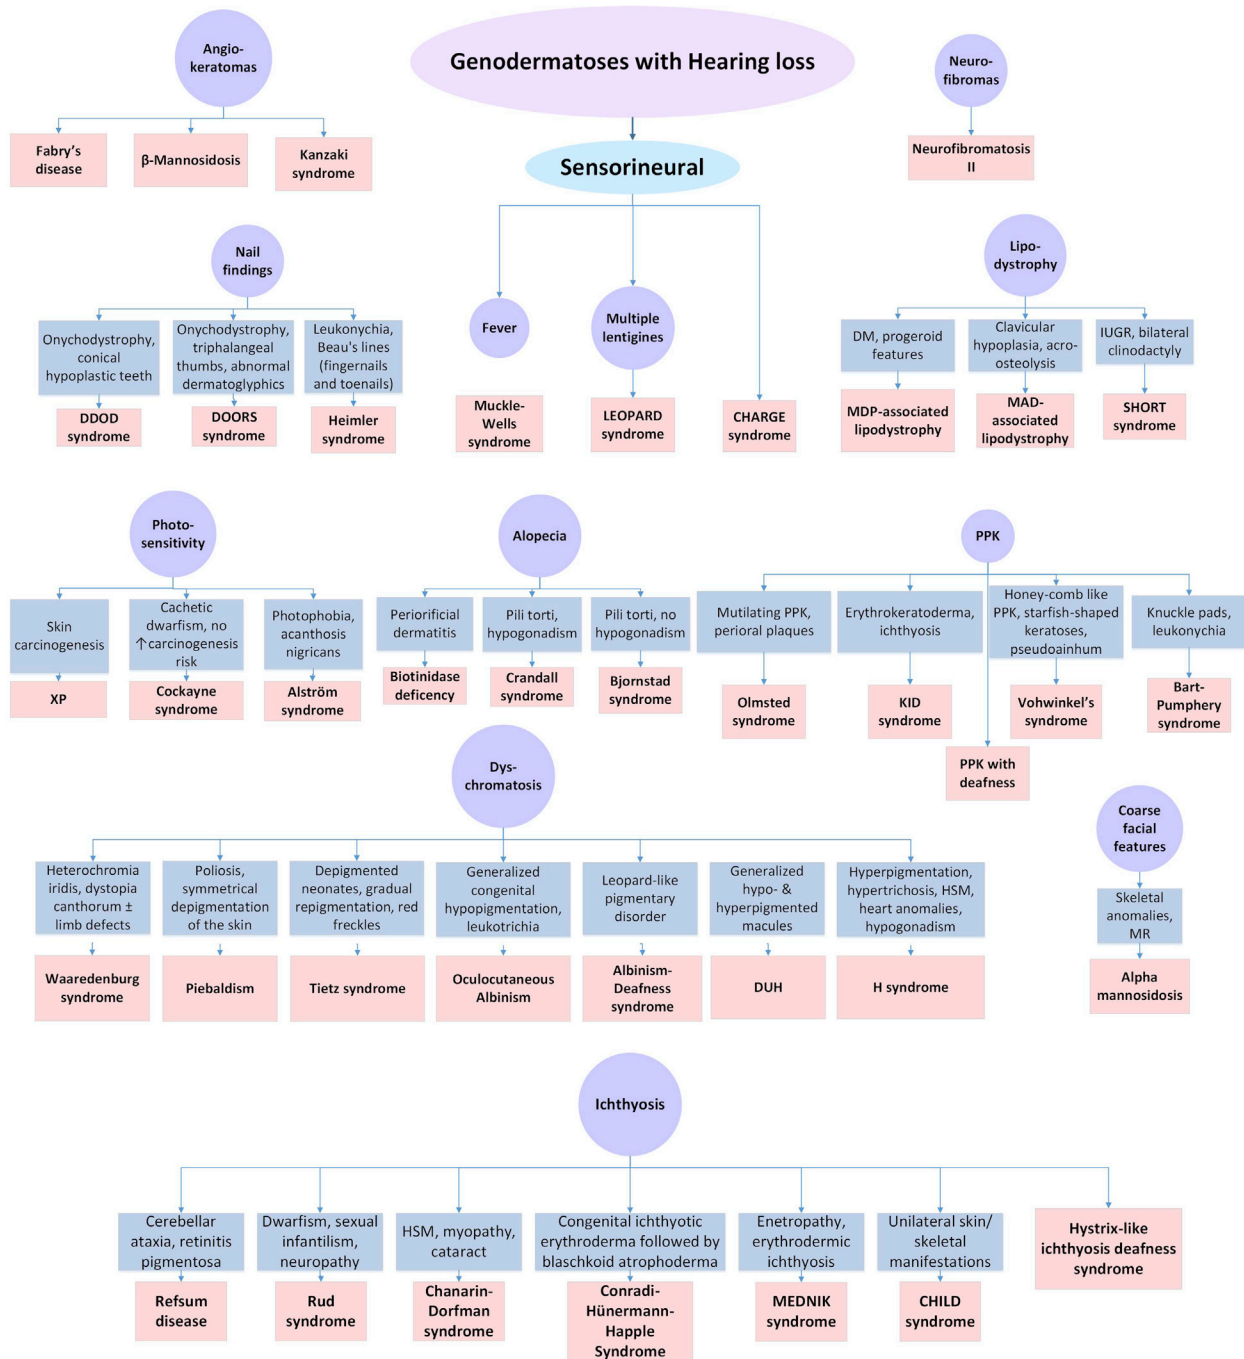 Genodermatoses with Hearing loss
Sensorineural
Angio-
keratomas
Fabry's
disease
β-Mannosidosis
Kanzaki
syndrome
Neuro-
fibromas
Neurofibromatosis
II
Nail
findings
Onychodystrophy,
conical
hypoplastic teeth
DDOD
syndrome
Onychodystrophy,
triphalangeal
thumbs, abnormal
dermatoglyphics
DOORS
syndrome
Leukonychia,
Beau's lines
(fingernails
and toenails)
Heimler
syndrome
Fever
Muckle-
Wells
syndrome
Multiple
lentigines
LEOPARD
syndrome
CHARGE
syndrome
Lipo-
dystrophy
DM, progeroid
features
MDP-associated
lipodystrophy
Clavicular
hypoplasia, acro-
osteolysis
MAD-
associated
lipodystrophy
IUGR, bilateral
clinodactyly
SHORT
syndrome
Photo-
sensitivity
Skin
carcinogenesis
XP
Cachetic
dwarfism, no
↑carcinogenesis
risk
Cockayne
syndrome
Photophobia,
acanthosis
nigricans
Alström
syndrome
Alopecia
Periorificial
dermatitis
Biotinidase
deficency
Pili torti,
hypogonadism
Crandall
syndrome
Pili torti, no
hypogonadism
Bjornstad
syndrome
PPK
Mutilating PPK,
perioral plaques
Olmsted
syndrome
Erythrokeratoderma,
ichthyosis
KID
syndrome
PPK with
deafness
Honey-comb like
PPK, starfish-shaped
keratoses,
pseudoainhum
Vohwinkel's
syndrome
Knuckle pads,
leukonychia
Bart-
Pumphery
syndrome
Dys-
chromatosis
Heterochromia
iridis, dystopia
canthorum ±
limb defects
Waaredenburg
syndrome
Poliosis,
symmetrical
depigmentation
of the skin
Piebaldism
Depigmented
neonates, gradual
repigmentation, red
freckles
Tietz syndrome
Generalized
congenital
hypopigmentation,
leukotrichia
Oculocutaneous
Albinism
Leopard-like
pigmentary
disorder
Albinism-
Deafness
syndrome
Generalized
hypo- &
hyperpigmented
macules
DUH
Hyperpigmentation,
hypertrichosis, HSM,
heart anomalies,
hypogonadism
H syndrome
Coarse
facial
features
Skeletal
anomalies,
MR
Alpha
mannosidosis
Ichthyosis
Cerebellar
ataxia, retinitis
pigmentosa
Refsum
disease
Dwarfism, sexual
infantilism,
neuropathy
Rud
syndrome
HSM, myopathy,
cataract
Chanarin-
Dorfman
syndrome
Congenital ichthyotic
erythroderma followed by
blaschkoid atrophoderma
Conradi-
Hünermann-
Happle
Syndrome
Enetropathy,
erythrodermic
ichthyosis
MEDNIK
syndrome
Unilateral skin/
skeletal
manifestations
CHILD
syndrome
Hystrix-like
ichthyosis deafness
syndrome